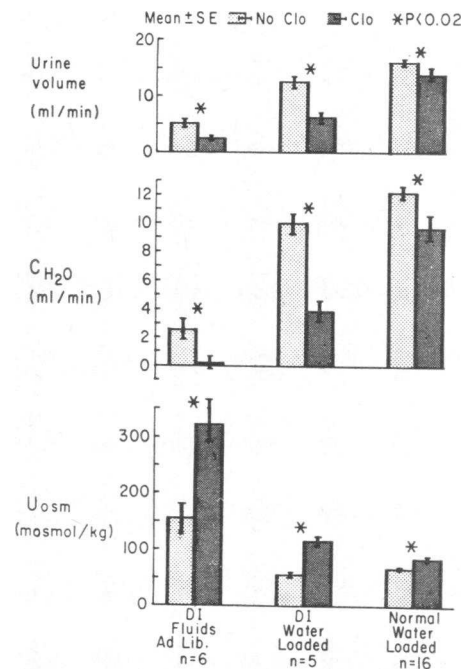 Mean ± SE No Clo Clo *P<0.02
Urine
volume
(ml/min)
20
10
0
*
*
*
CH2O
(ml/min)
12
10
8
6
4
2
0
*
*
*
Uosm
(mosmol/kg)
300
200
100
0
*
*
*
DI
Fluids
Ad Lib.
n=6
DI
Water
Loaded
n=5
Normal
Water
Loaded
n=16